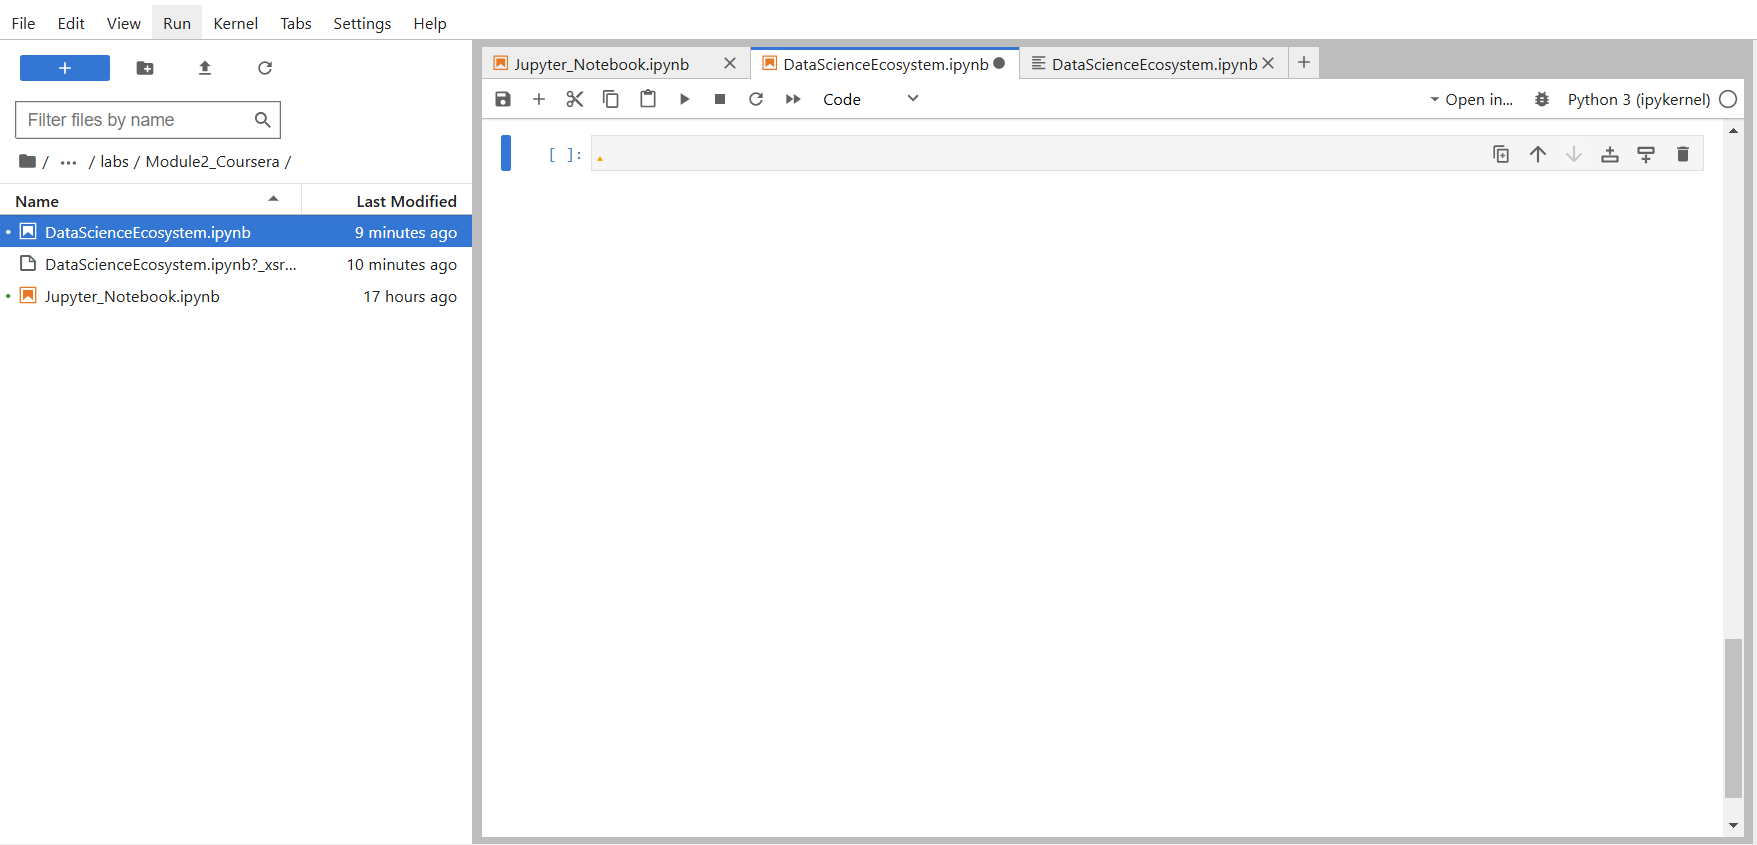 File Edit View Run Kernel Tabs Settings Help
Filter files by name
/ ··· / labs / Module2_Coursera /
Name Last Modified
DataScienceEcosystem.ipynb 9 minutes ago
DataScienceEcosystem.ipynb?_xsr... 10 minutes ago
Jupyter_Notebook.ipynb 17 hours ago
Jupyter_Notebook.ipynb DataScienceEcosystem.ipynb DataScienceEcosystem.ipynb
Code Open in... Python 3 (ipykernel)
[ ]: